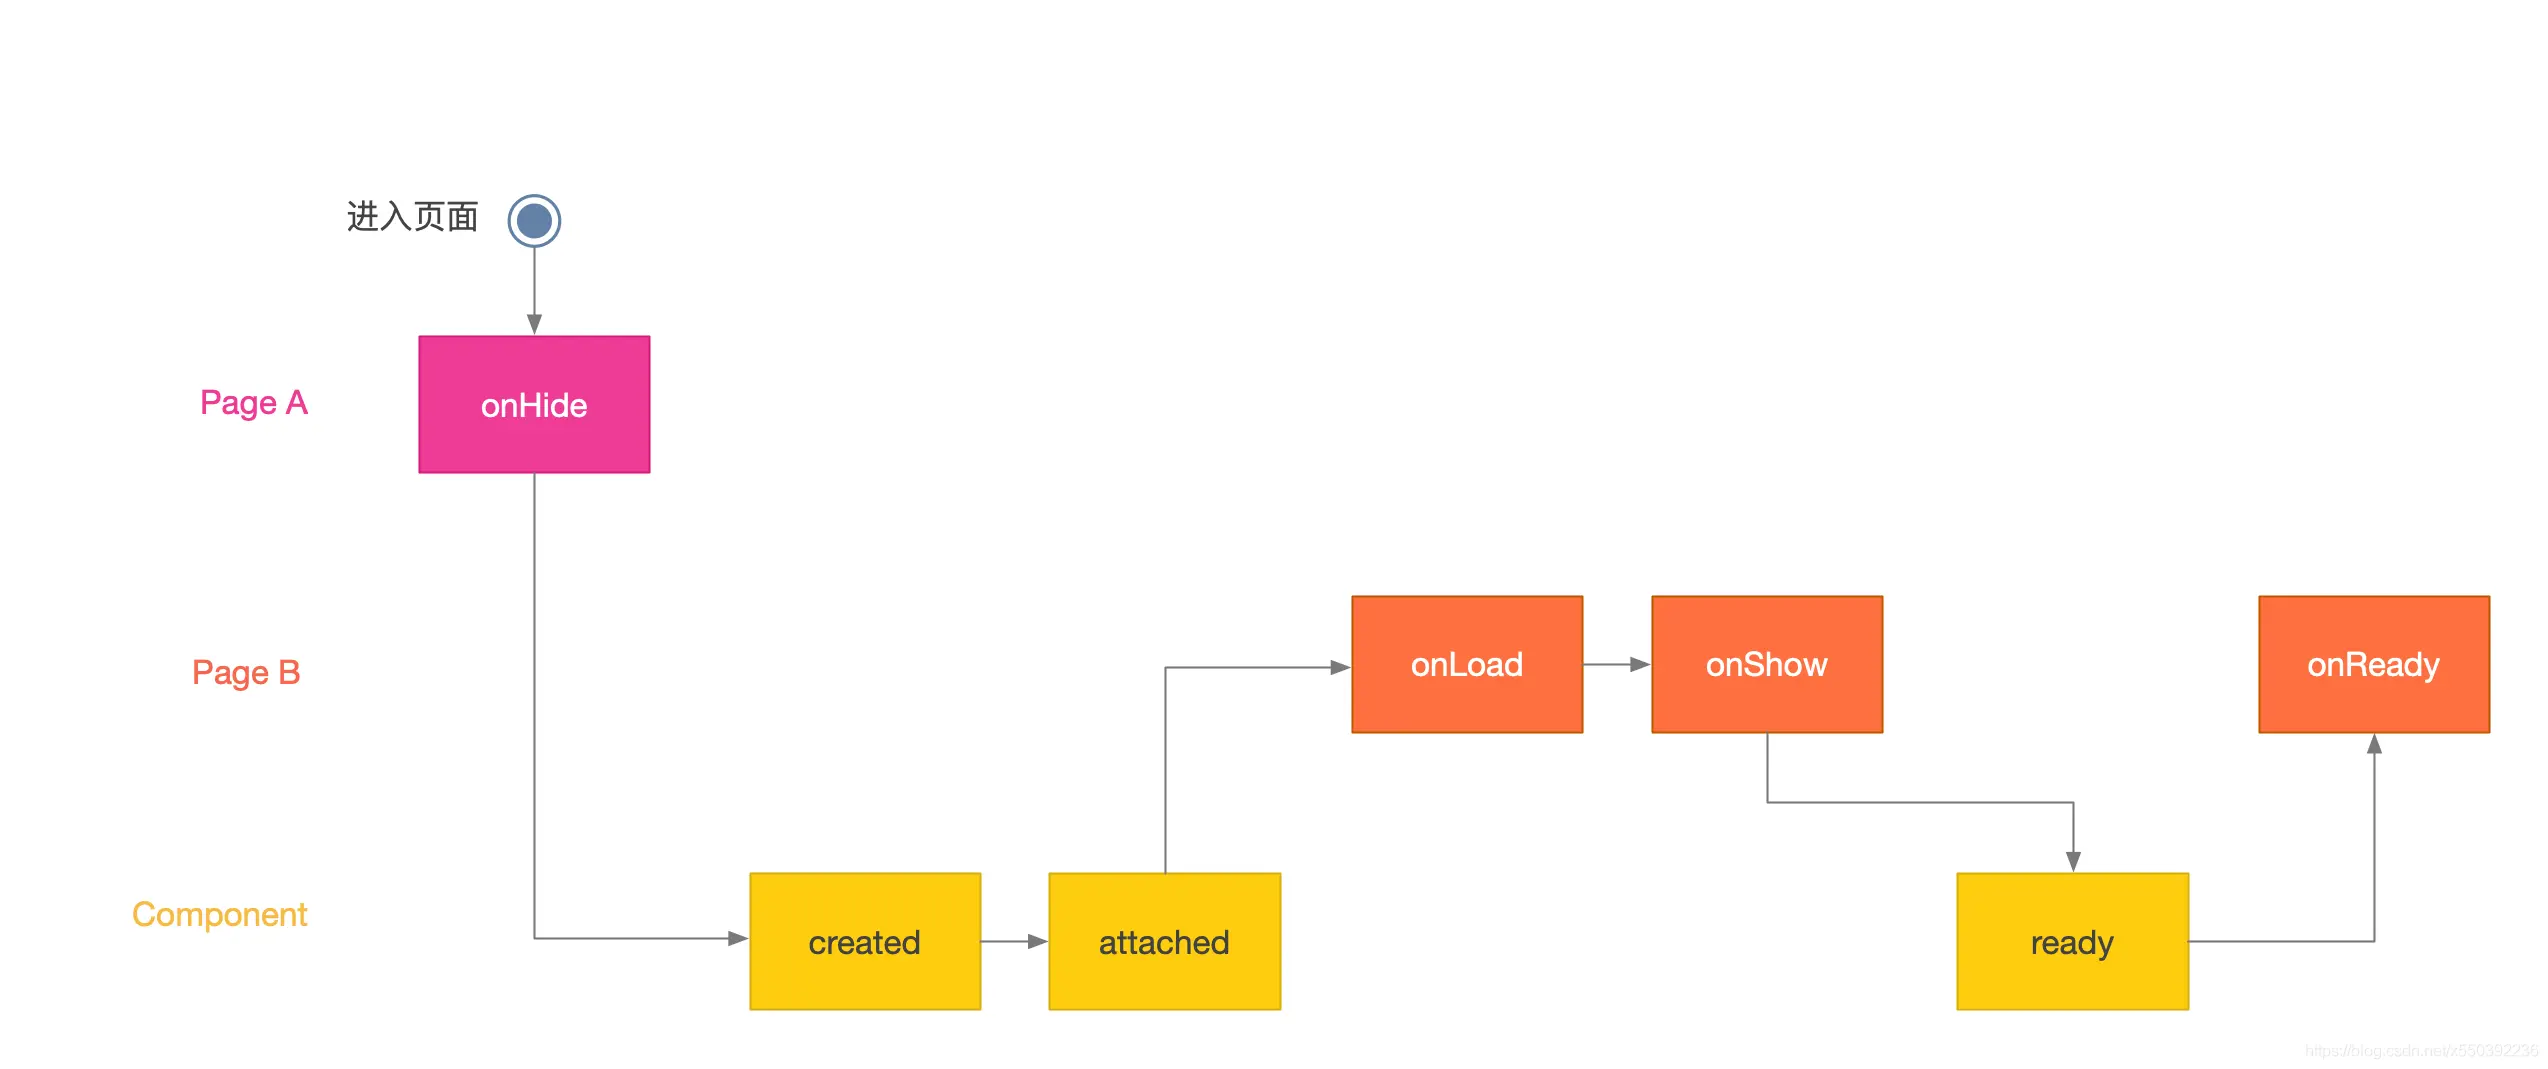 进入页面
Page A
onHide
Page B
onLoad
onShow
onReady
Component
created
attached
ready
https://blog.csdn.net/x550392236